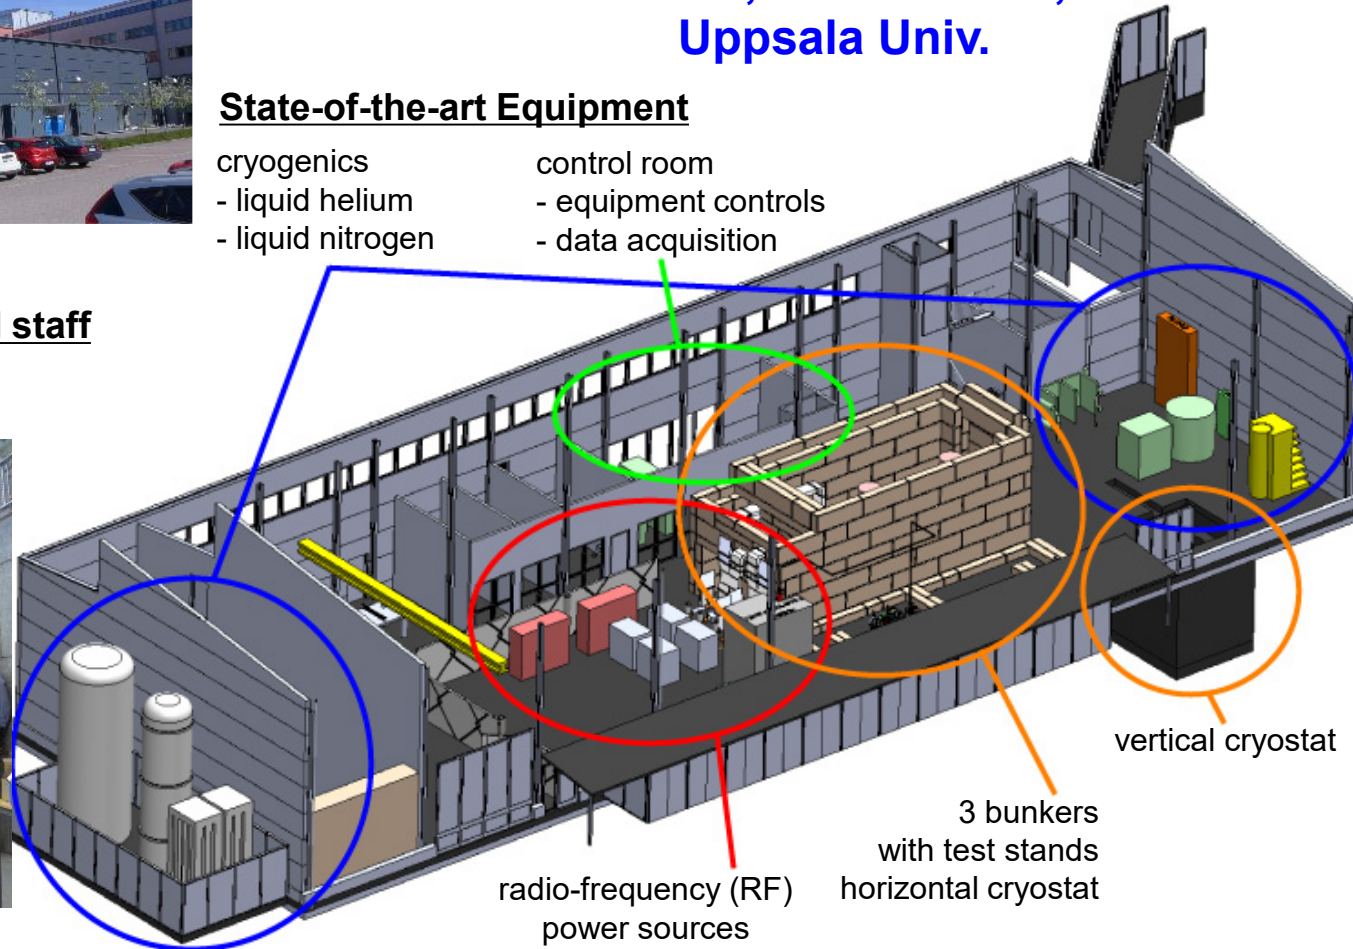 Uppsala Univ.
State-of-the-art Equipment
cryogenics
- liquid helium
- liquid nitrogen
control room
- equipment controls
- data acquisition
staff
vertical cryostat
3 bunkers
with test stands
horizontal cryostat
radio-frequency (RF)
power sources